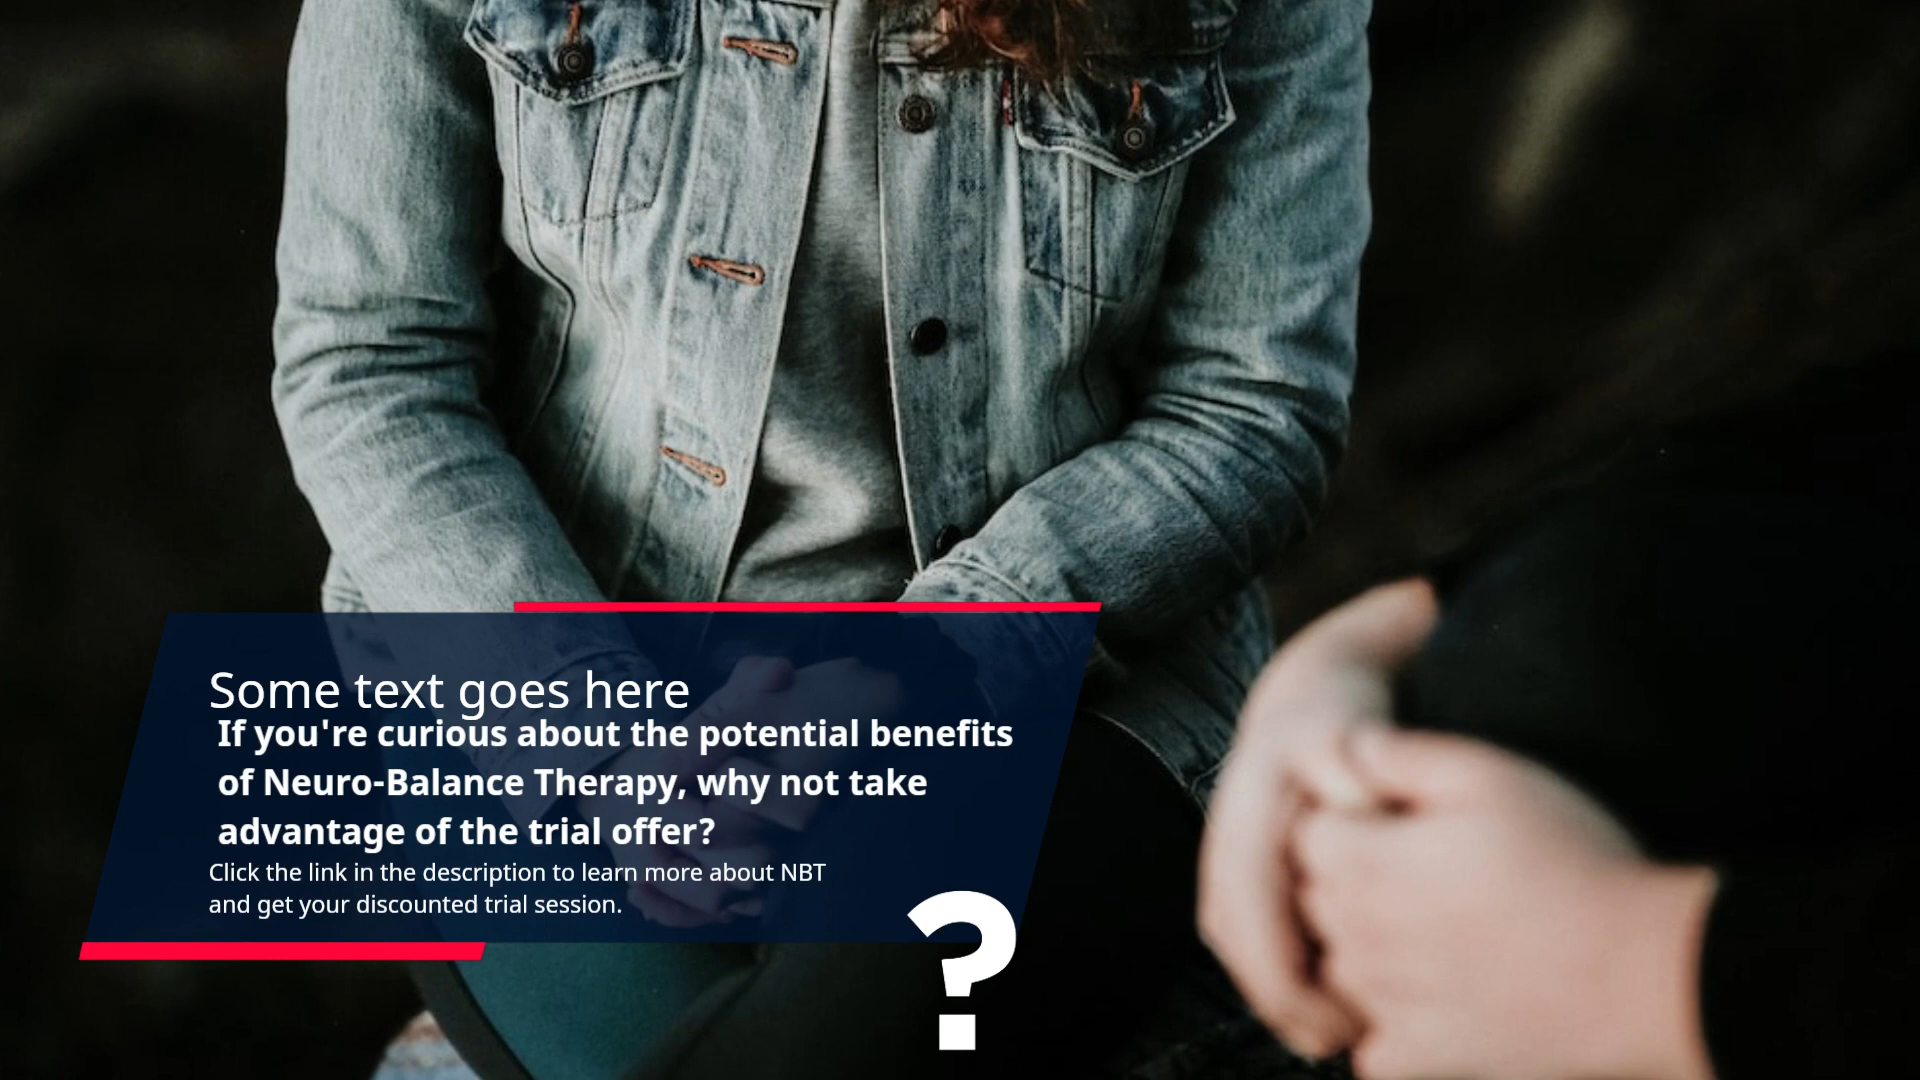 Some text goes here
If you're curious about the potential benefits
of Neuro-Balance Therapy, why not take
advantage of the trial offer?
Click the link in the description to learn more about NBT
and get your discounted trial session.
?